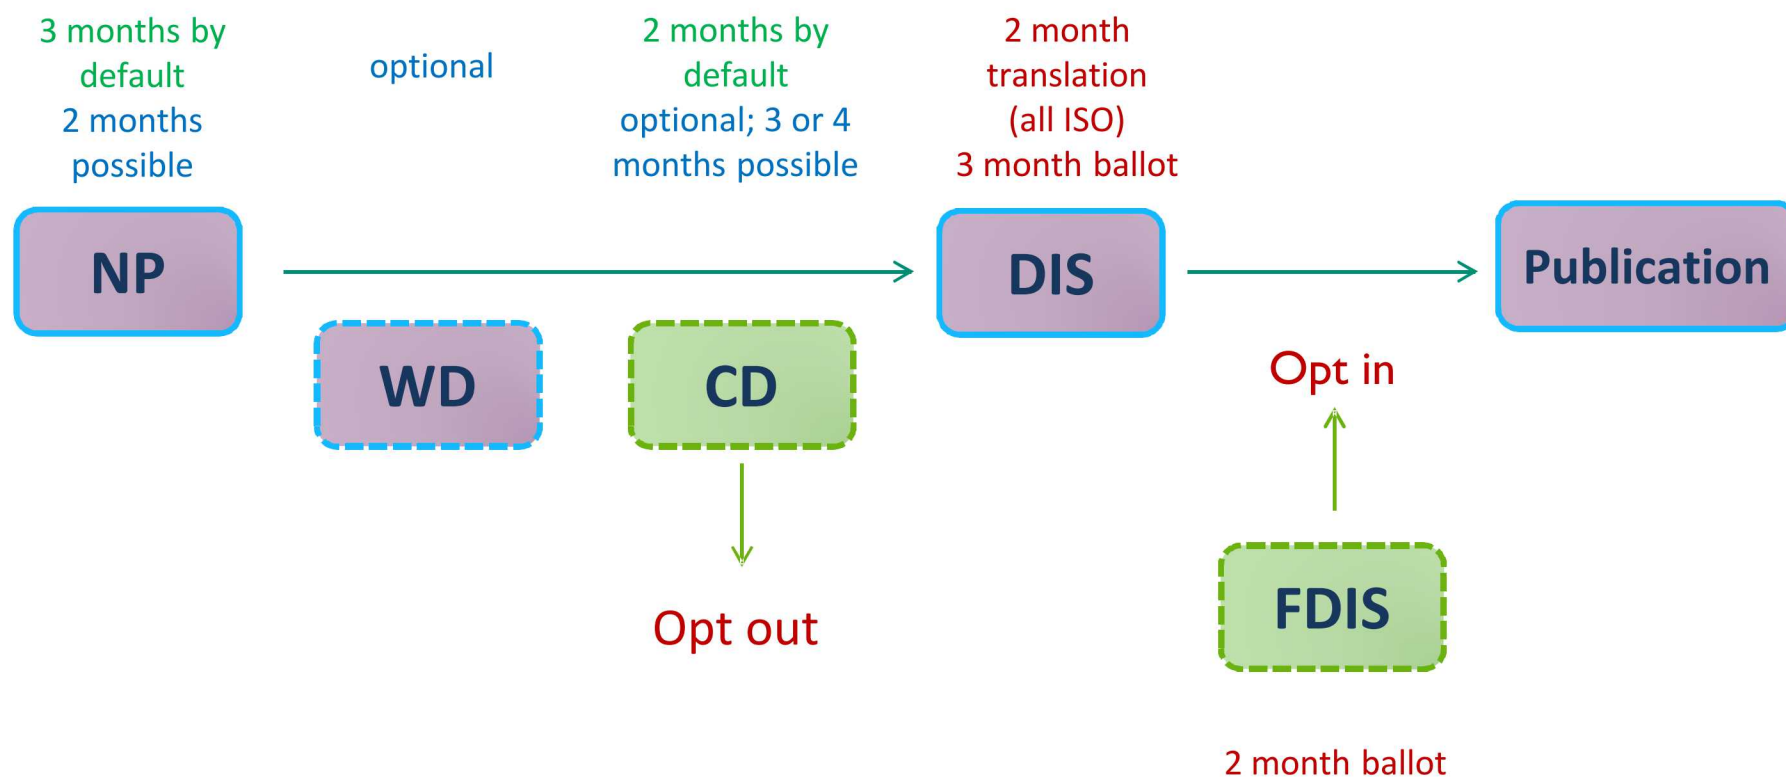 3 months by
default
2 months
possible
optional
2 months by
default
optional; 3 or 4
months possible
2 month
translation
(all ISO)
3 month ballot
NP
DIS
Publication
WD
CD
Opt in
Opt out
FDIS
2 month ballot